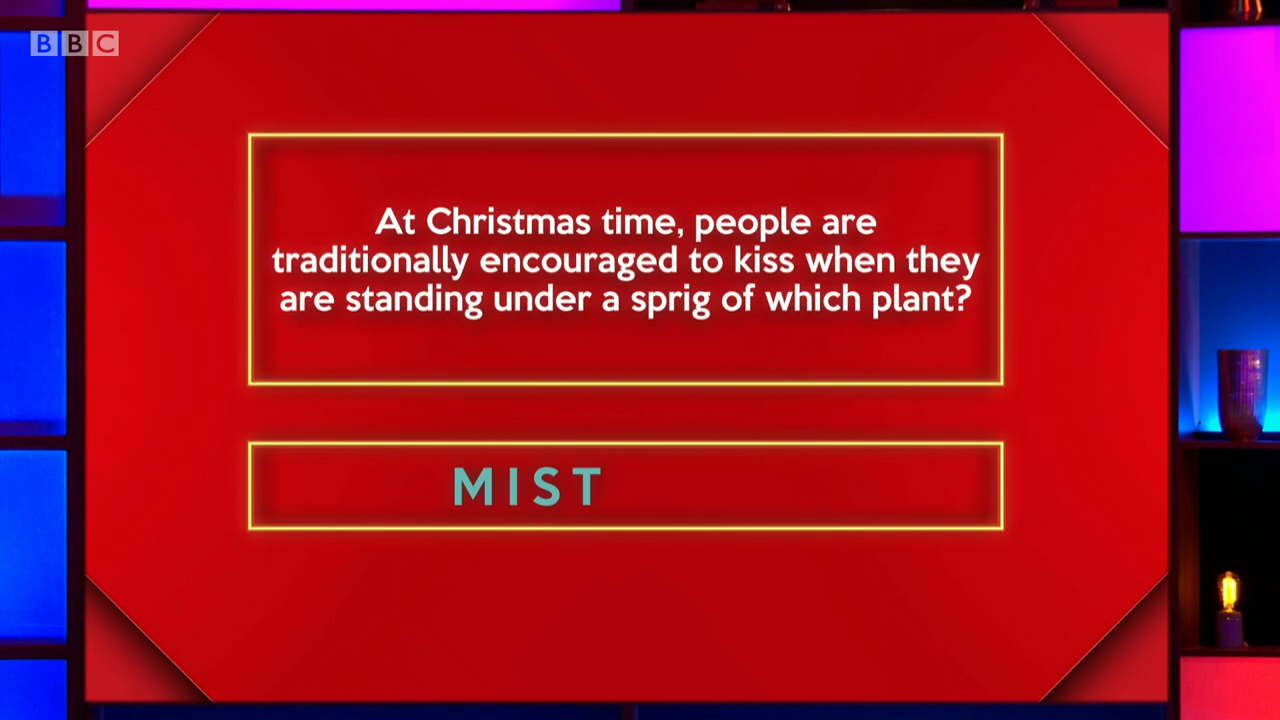 BBC
At Christmas time, people are
traditionally encouraged to kiss when they
are standing under a sprig of which plant?
MIST